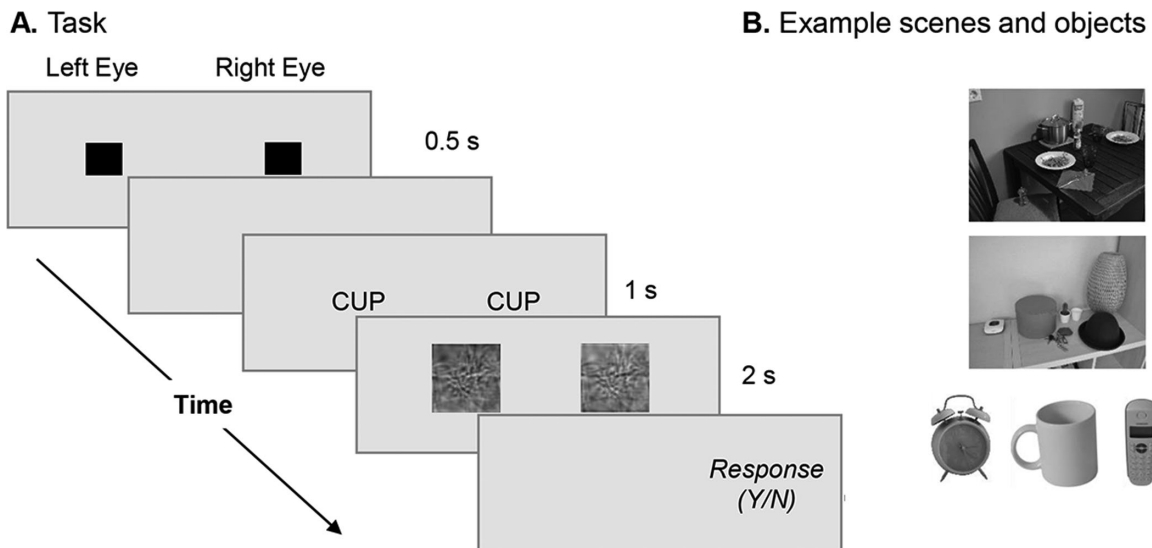 A. Task
B. Example scenes and objects
Left Eye
Right Eye
0.5 s
CUP
CUP
1 s
2 s
Time
Response
(Y/N)